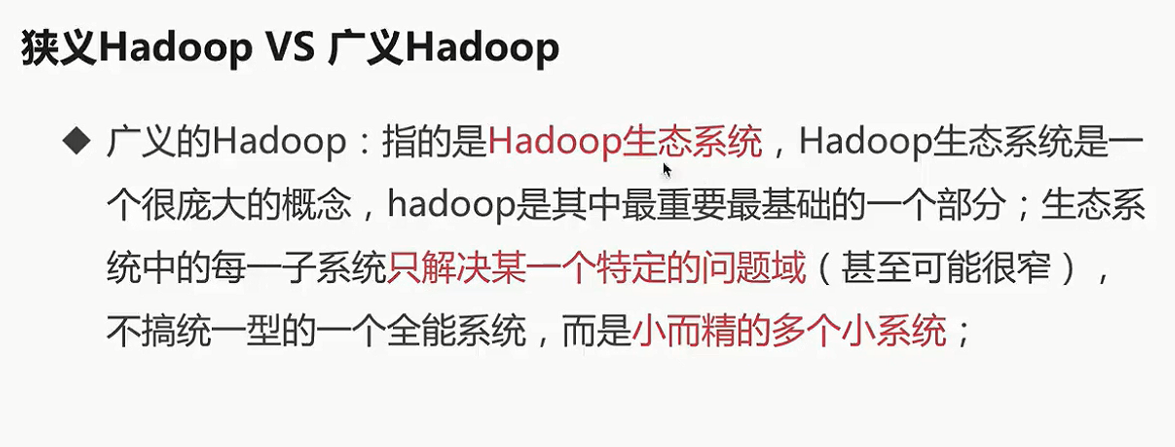 狭义Hadoop VS 广义Hadoop
◆ 广义的Hadoop：指的是Hadoop生态系统，Hadoop生态系统是一
个很庞大的概念，hadoop是其中最重要最基础的一个部分；生态系
统中的每一子系统只解决某一个特定的问题域（甚至可能很窄），
不搞统一型的一个全能系统，而是小而精的多个小系统；